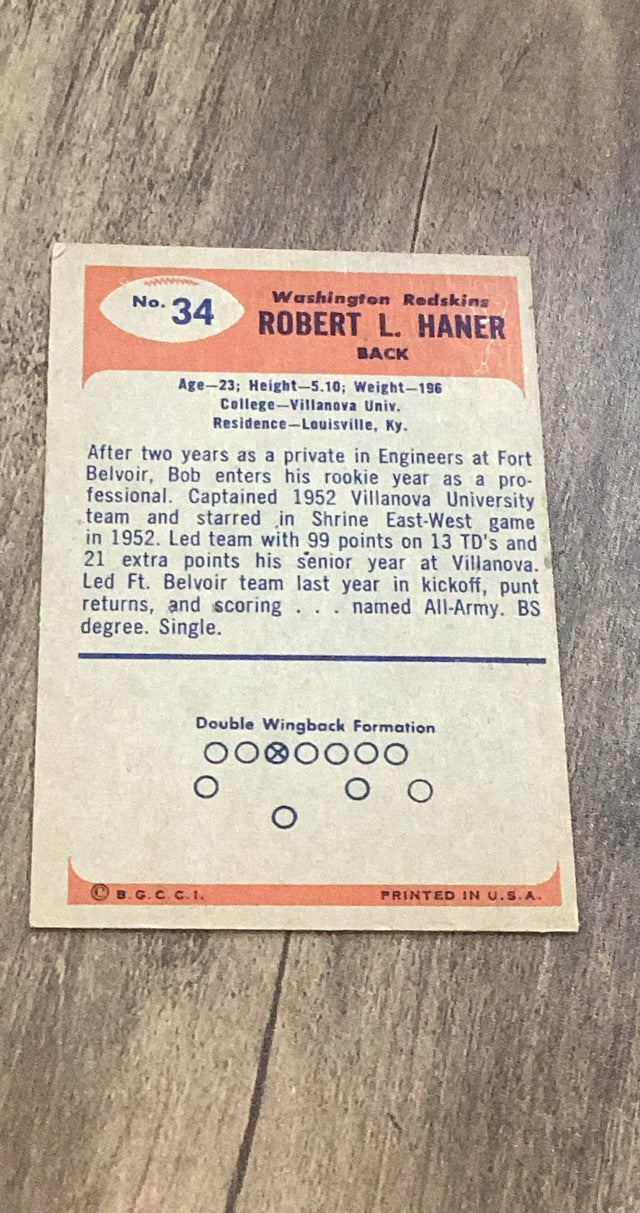 No. 34
Washington Redskins
ROBERT L. HANER
BACK
Age—23; Height—5.10; Weight—196
College—Villanova Univ.
Residence—Louisville, Ky.
After two years as a private in Engineers at Fort
Belvoir, Bob enters his rookie year as a pro-
fessional. Captained 1952 Villanova University
team and starred in Shrine East-West game
in 1952. Led team with 99 points on 13 TD's and
21 extra points his senior year at Villanova.
Led Ft. Belvoir team last year in kickoff, punt
returns, and scoring . . . named All-Army. BS
degree. Single.
Double Wingback Formation
© B. G. C. C. I.
PRINTED IN U.S.A.